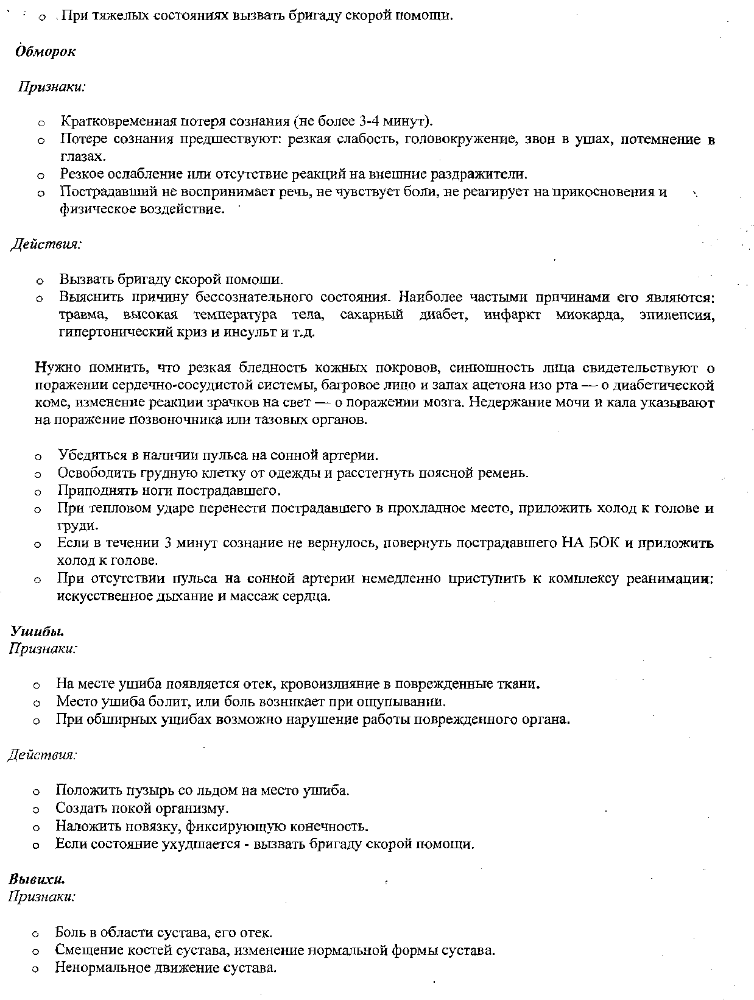 o При тяжелых состояниях вызвать бригаду скорой помощи.
Обморок
Признаки:
o Кратковременная потеря сознания (не более 3-4 минут).
o Потере сознания предшествуют: резкая слабость, головокружение, звон в ушах, потемнение в
глазах.
o Резкое ослабление или отсутствие реакций на внешние раздражители.
o Пострадавший не воспринимает речь, не чувствует боли, не реагирует на прикосновения и
физическое воздействие.
Действия:
o Вызвать бригаду скорой помощи.
o Выяснить причину бессознательного состояния. Наиболее частыми причинами его являются:
травма, высокая температура тела, сахарный диабет, инфаркт миокарда, эпилепсия,
гипертонический криз и инсульт и т.д.
Нужно помнить, что резкая бледность кожных покровов, синюшность лица свидетельствуют о
поражении сердечно-сосудистой системы, багровое лицо и запах ацетона изо рта — о диабетической
коме, изменение реакции зрачков на свет — о поражении мозга. Недержание мочи и кала указывают
на поражение позвоночника или тазовых органов.
o Убедиться в наличии пульса на сонной артерии.
o Освободить грудную клетку от одежды и расстегнуть поясной ремень.
o Приподнять ноги пострадавшего.
o При тепловом ударе перенести пострадавшего в прохладное место, приложить холод к голове и
груди.
o Если в течении 3 минут сознание не вернулось, повернуть пострадавшего НА БОК и приложить
холод к голове.
o При отсутствии пульса на сонной артерии немедленно приступить к комплексу реанимации:
искусственное дыхание и массаж сердца.
Ушибы.
Признаки:
o На месте ушиба появляется отек, кровоизлияние в поврежденные ткани.
o Место ушиба болит, или боль возникает при ощупывании.
o При обширных ушибах возможно нарушение работы поврежденного органа.
Действия:
o Положить пузырь со льдом на место ушиба.
o Создать покой организму.
o Наложить повязку, фиксирующую конечность.
o Если состояние ухудшается - вызвать бригаду скорой помощи.
Вывихи.
Признаки:
o Боль в области сустава, его отек.
o Смещение костей сустава, изменение нормальной формы сустава.
o Ненормальное движение сустава.